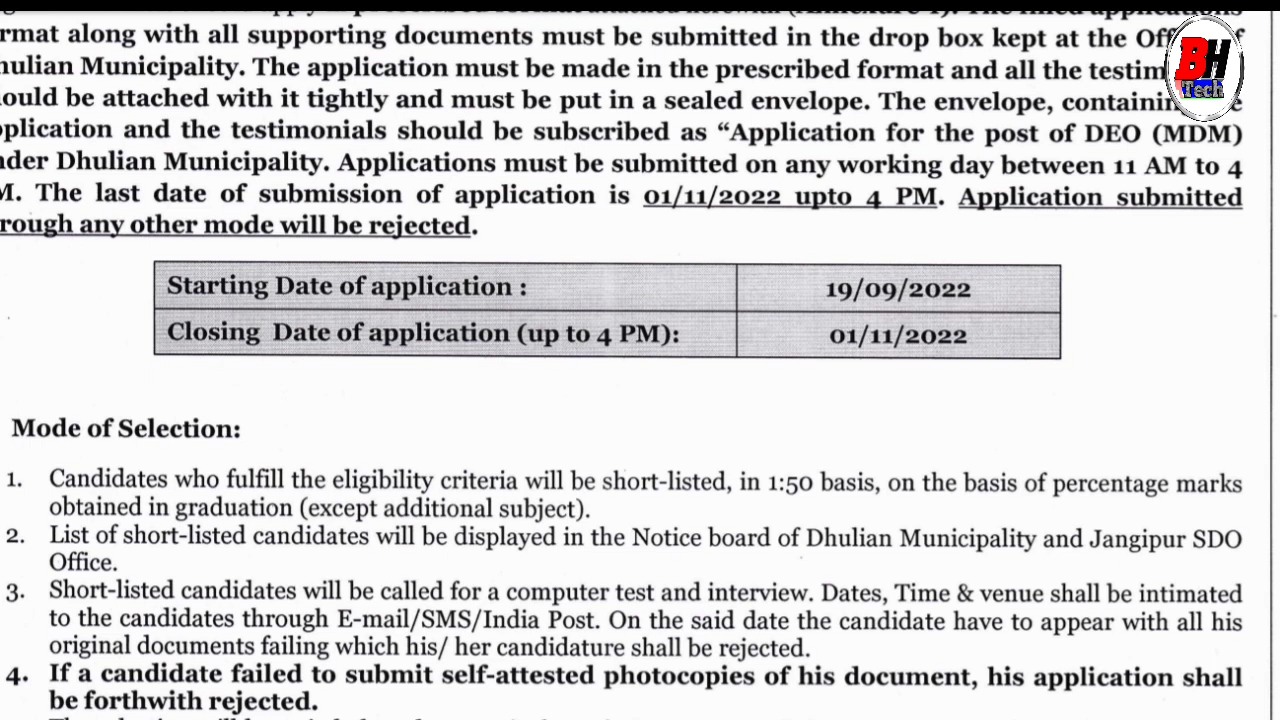 along with all supporting documents must be submitted in the drop box kept at the
Municipality. The application must be made in the prescribed format and all the
be attached with it tightly and must be put in a sealed envelope. The envelope,
and the testimonials should be subscribed as “Application for the post of DEO (MDM)
Dhulian Municipality. Applications must be submitted on any working day between 11 AM to 4
The last date of submission of application is 01/11/2022 upto 4 PM. Application submitted
any other mode will be rejected.
Starting Date of application : 19/09/2022
Closing Date of application (up to 4 PM): 01/11/2022
Mode of Selection:
1. Candidates who fulfill the eligibility criteria will be short-listed, in 1:50 basis, on the basis of percentage marks
obtained in graduation (except additional subject).
2. List of short-listed candidates will be displayed in the Notice board of Dhulian Municipality and Jangipur SDO
Office.
3. Short-listed candidates will be called for a computer test and interview. Dates, Time & venue shall be intimated
to the candidates through E-mail/SMS/India Post. On the said date the candidate have to appear with all his
original documents failing which his/ her candidature shall be rejected.
4. If a candidate failed to submit self-attested photocopies of his document, his application shall
be forthwith rejected.
BH
Tech